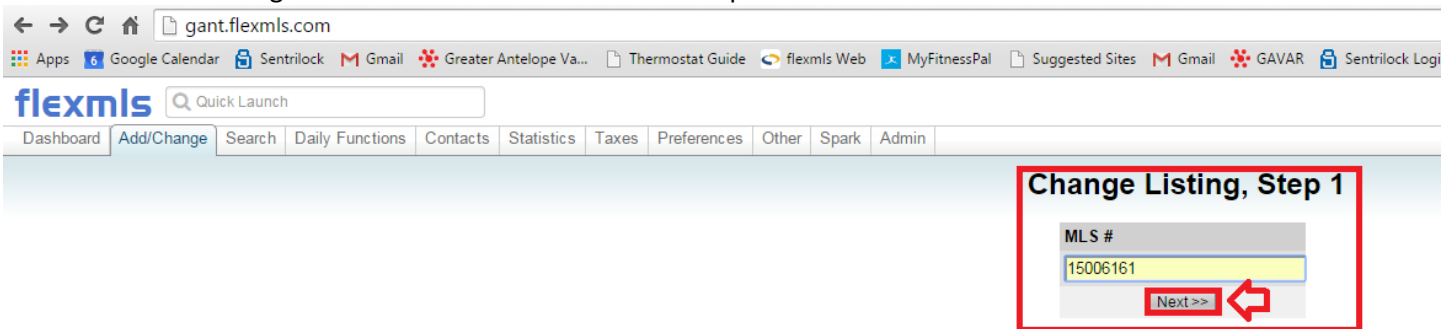 gant.flexmls.com
Apps 6 Google Calendar Sentrilock Gmail Greater Antelope Va... Thermostat Guide flexmls Web MyFitnessPal Suggested Sites Gmail GAVAR Sentrilock Logi
flexmls Quick Launch
Dashboard Add/Change Search Daily Functions Contacts Statistics Taxes Preferences Other Spark Admin
Change Listing, Step 1
MLS #
15006161
Next >>